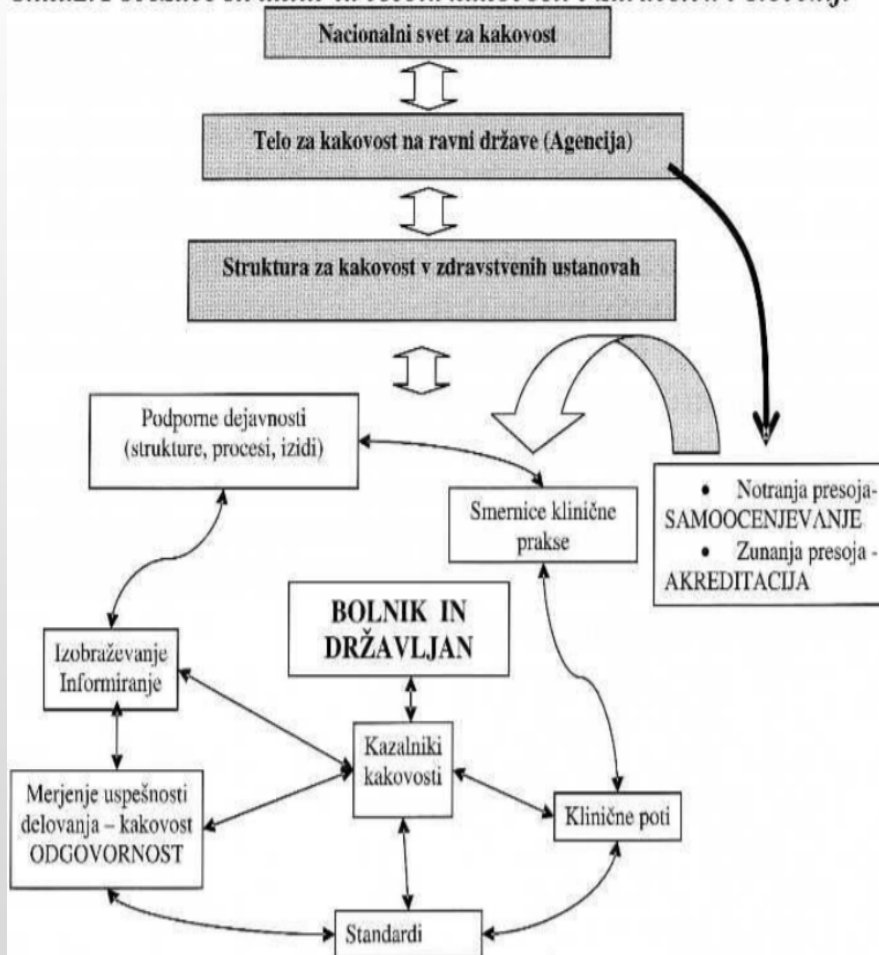 Nacionalni svet za kakovost
Telo za kakovost na ravni države (Agencija)
Struktura za kakovost v zdravstvenih ustanovah
Podporne dejavnosti
(strukture, procesi, izidi)
Smernice klinične
prakse
• Notranja presoja-
SAMOOCENJEVANJE
• Zunanja presoja -
AKREDITACIJA
BOLNIK IN
DRŽAVLJAN
Izobraževanje
Informiranje
Kazalniki
kakovosti
Merjenje uspešnosti
delovanja – kakovost
ODGOVORNOST
Klinične poti
Standardi